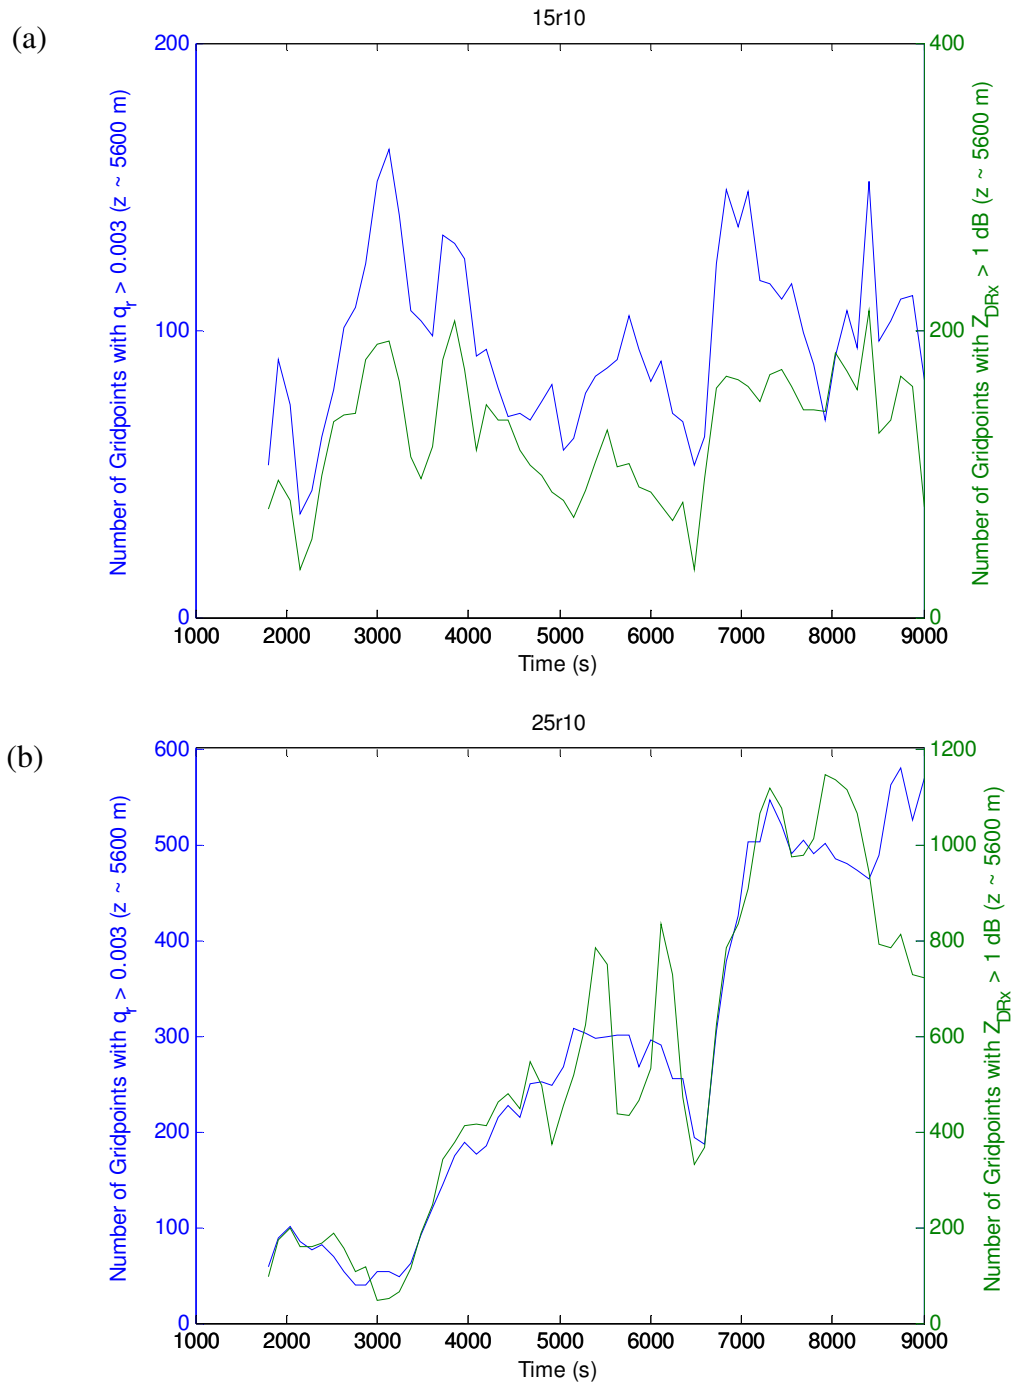 (a)
15r10
200
100
0
400
200
0
Number of Gridpoints with q_r > 0.003 (z ~ 5600 m)
Number of Gridpoints with Z_DRx > 1 dB (z ~ 5600 m)
1000 2000 3000 4000 5000 6000 7000 8000 9000
Time (s)
(b)
25r10
600
500
400
300
200
100
0
1200
1000
800
600
400
200
0
Number of Gridpoints with q_r > 0.003 (z ~ 5600 m)
Number of Gridpoints with Z_DRx > 1 dB (z ~ 5600 m)
1000 2000 3000 4000 5000 6000 7000 8000 9000
Time (s)